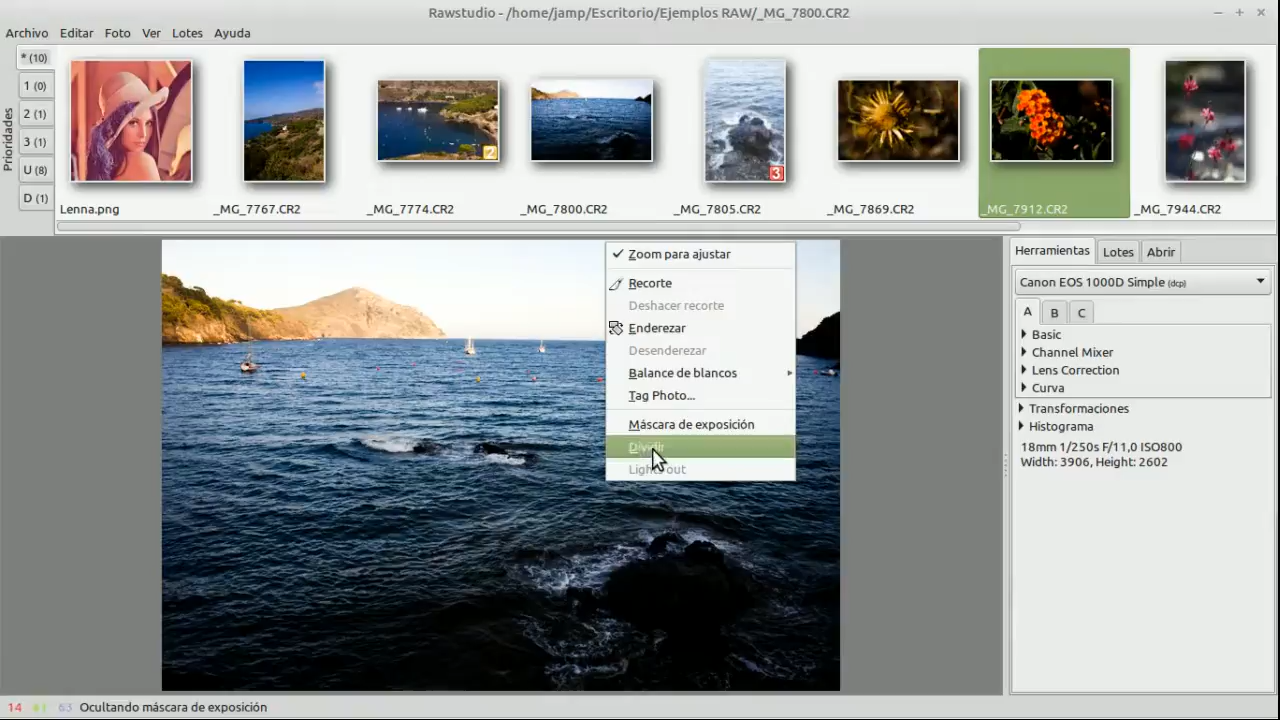 Rawstudio - /home/jamp/Escritorio/Ejemplos RAW/_MG_7800.CR2
Archivo Editar Foto Ver Lotes Ayuda
Prioridades
* (10)
1 (0)
2 (1)
3 (1)
U (8)
D (1)
2
3
Lenna.png _MG_7767.CR2 _MG_7774.CR2 _MG_7800.CR2 _MG_7805.CR2 _MG_7869.CR2 _MG_7912.CR2 _MG_7944.CR2
Zoom para ajustar
Recorte
Deshacer recorte
Enderezar
Desenderezar
Balance de blancos
Tag Photo...
Máscara de exposición
Dividir
Herramientas Lotes Abrir
Canon EOS 1000D Simple (dcp)
A B C
Basic
Channel Mixer
Lens Correction
Curva
Transformaciones
Histograma
18mm 1/250s F/11,0 ISO800
Width: 3906, Height: 2602
14 63 Ocultando máscara de exposición